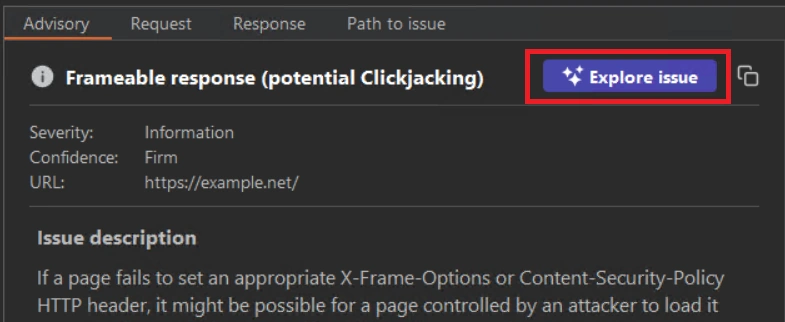 Advisory Request Response Path to issue
Frameable response (potential Clickjacking) Explore issue
Severity: Information
Confidence: Firm
URL: https://example.net/
Issue description
If a page fails to set an appropriate X-Frame-Options or Content-Security-Policy
HTTP header, it might be possible for a page controlled by an attacker to load it